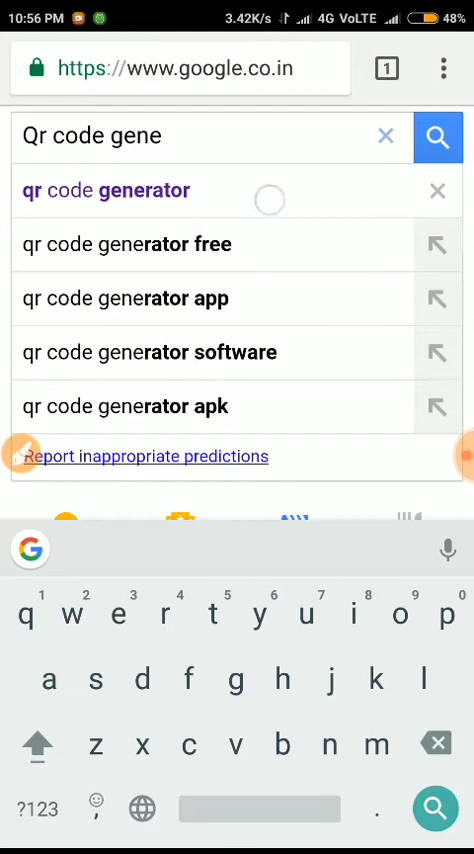 10:56 PM 3.42K/s 4G VoLTE 48%
https://www.google.co.in 1
Qr code gene
qr code generator
qr code generator free
qr code generator app
qr code generator software
qr code generator apk
Report inappropriate predictions
1 2 3 4 5 6 7 8 9 0
q w e r t y u i o p
a s d f g h j k l
z x c v b n m
?123 , .